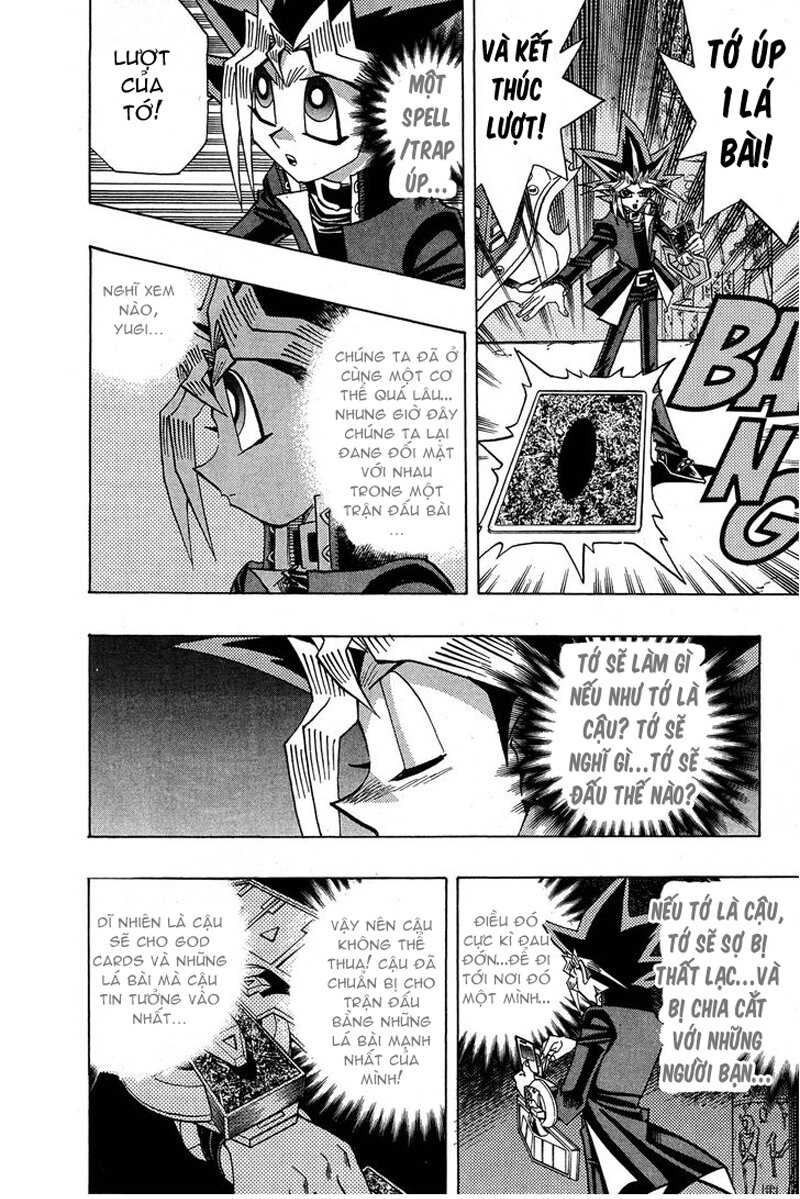 TỚ ÚP
1 LÁ
BÀI!
VÀ KẾT
THÚC
LƯỢT!
BA
NG
MỘT
SPELL
/TRAP
ÚP...
LƯỢT
CỦA
TỚ!
NGHĨ XEM
NÀO,
YUGI...
CHÚNG TA ĐÃ Ở
CÙNG MỘT CƠ
THỂ QUÁ LÂU...
NHƯNG GIỜ ĐÂY
CHÚNG TA LẠI
ĐANG ĐỐI MẶT
VỚI NHAU
TRONG MỘT
TRẬN ĐẤU BÀI
...
TỚ SẼ LÀM GÌ
NẾU NHƯ TỚ LÀ
CẬU? TỚ SẼ
NGHĨ GÌ...TỚ SẼ
ĐẤU THẾ NÀO?
NẾU TỚ LÀ CẬU,
TỚ SẼ SỢ BỊ
THẤT LẠC...VÀ
BỊ CHIA CẮT
VỚI NHỮNG
NGƯỜI BẠN...
ĐIỀU ĐÓ
CỰC KÌ ĐAU
ĐỚN...ĐỂ ĐI
TỚI NƠI ĐÓ
MỘT MÌNH...
VẬY NÊN CẬU
KHÔNG THỂ
THUA! CẬU ĐÃ
CHUẨN BỊ CHO
TRẬN ĐẤU
BẰNG NHỮNG
LÁ BÀI MẠNH
NHẤT CỦA
MÌNH!
DĨ NHIÊN LÀ CẬU
SẼ CHO GOD
CARDS VÀ NHỮNG
LÁ BÀI MÀ CẬU
TIN TƯỞNG VÀO
NHẤT...